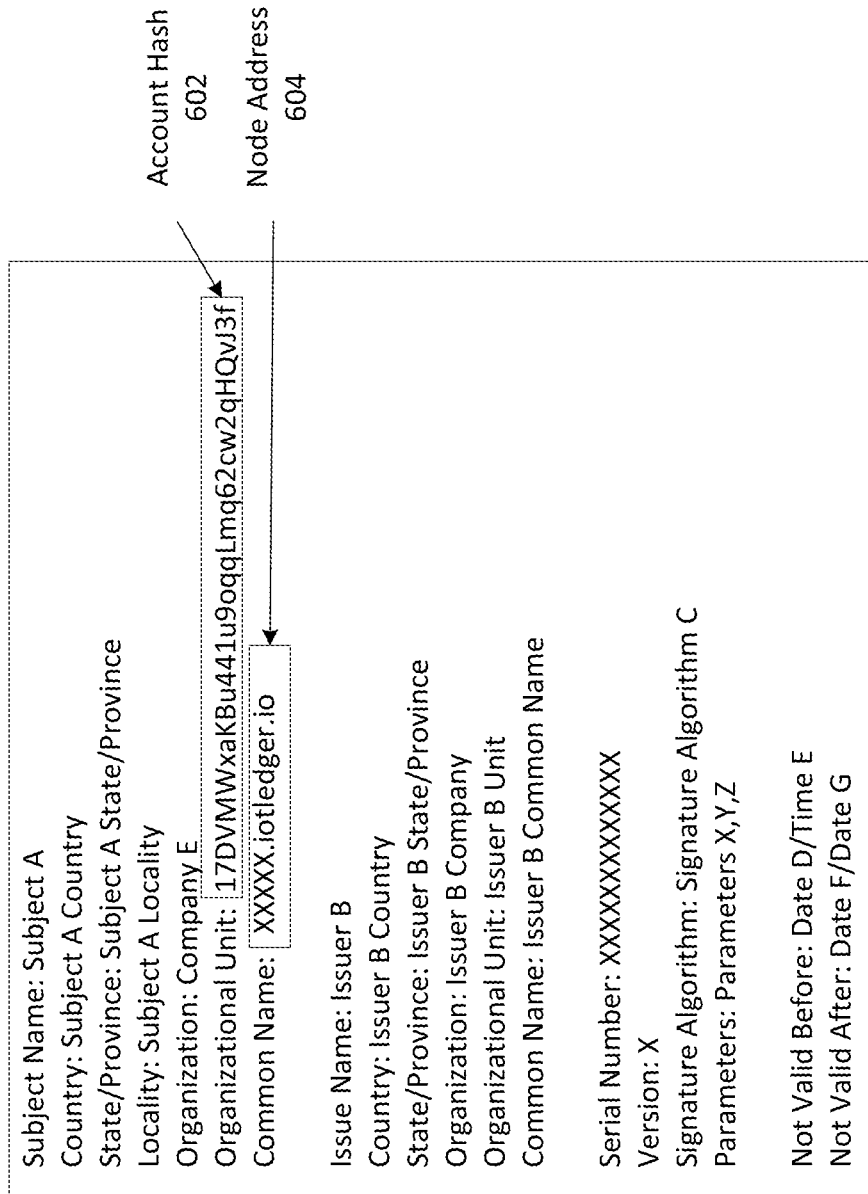 Subject Name: Subject A
Country: Subject A Country
State/Province: Subject A State/Province
Locality: Subject A Locality
Organization: Company E
Organizational Unit: 17DVMWxaKBu441u9oqqLmq62cw2qHQvJ3f
Common Name: XXXXX.iotledger.io
Issue Name: Issuer B
Country: Issuer B Country
State/Province: Issuer B State/Province
Organization: Issuer B Company
Organizational Unit: Issuer B Unit
Common Name: Issuer B Common Name
Serial Number: XXXXXXXXXXXXXX
Version: X
Signature Algorithm: Signature Algorithm C
Parameters: Parameters X,Y,Z
Not Valid Before: Date D/Time E
Not Valid After: Date F/Date G
Account Hash
602
Node Address
604